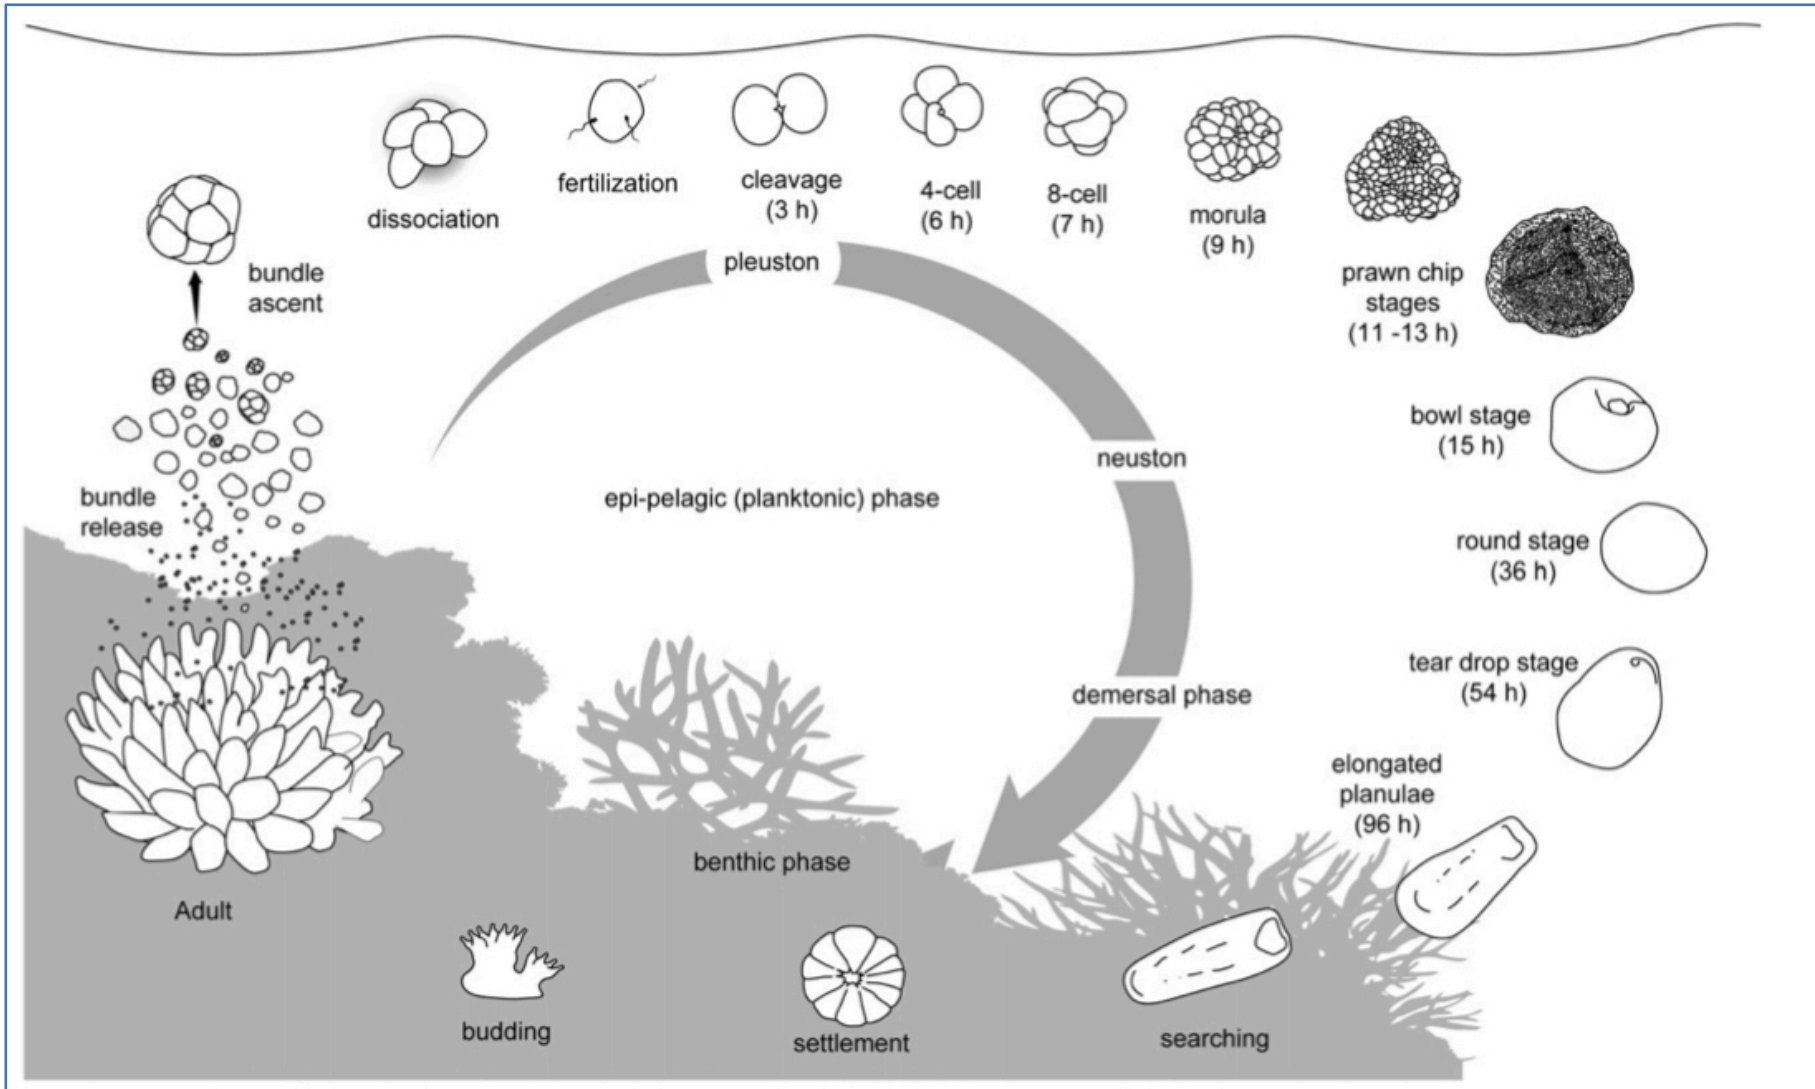 bundle
release
bundle
ascent
dissociation
fertilization
cleavage
(3 h)
4-cell
(6 h)
8-cell
(7 h)
morula
(9 h)
prawn chip
stages
(11 -13 h)
bowl stage
(15 h)
round stage
(36 h)
tear drop stage
(54 h)
elongated
planulae
(96 h)
pleuston
neuston
demersal phase
epi-pelagic (planktonic) phase
benthic phase
searching
settlement
budding
Adult